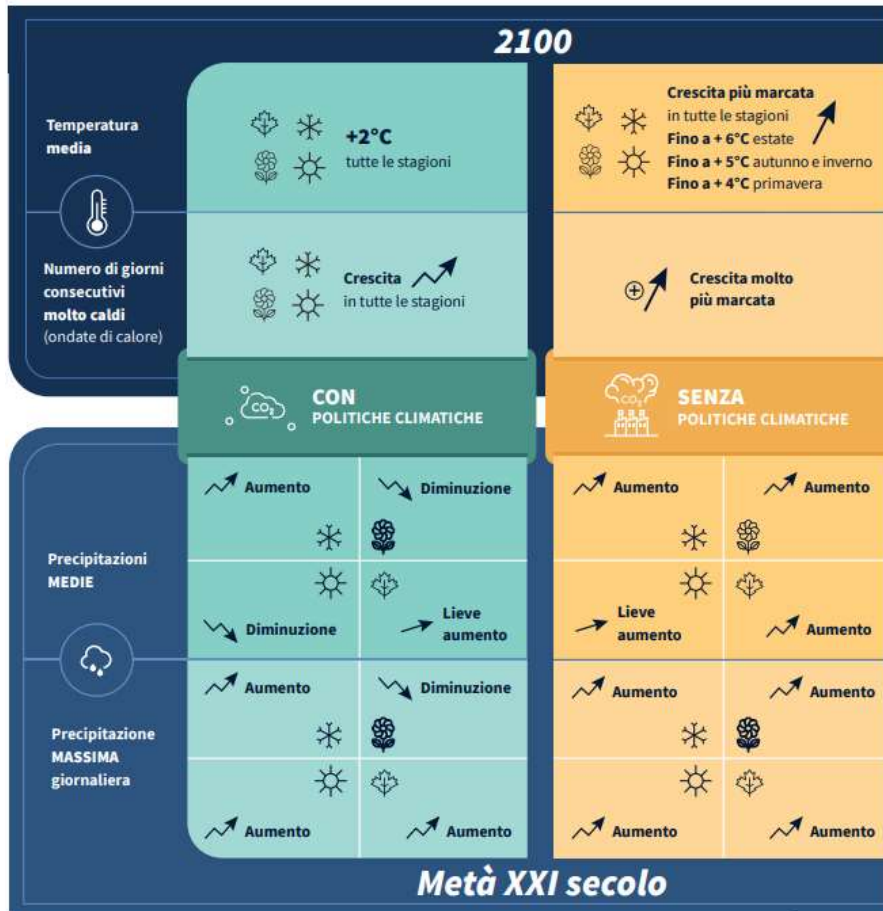 2100
Temperatura
media
+2°C
tutte le stagioni
Crescita più marcata
in tutte le stagioni
Fino a + 6°C estate
Fino a + 5°C autunno e inverno
Fino a + 4°C primavera
Numero di giorni
consecutivi
molto caldi
(ondate di calore)
Crescita
in tutte le stagioni
Crescita molto
più marcata
CO₂
CON
POLITICHE CLIMATICHE
CO₂
SENZA
POLITICHE CLIMATICHE
Precipitazioni
MEDIE
Aumento
Diminuzione
Diminuzione
Lieve
aumento
Aumento
Aumento
Lieve
aumento
Aumento
Precipitazione
MASSIMA
giornaliera
Aumento
Diminuzione
Aumento
Aumento
Aumento
Aumento
Aumento
Aumento
Metà XXI secolo